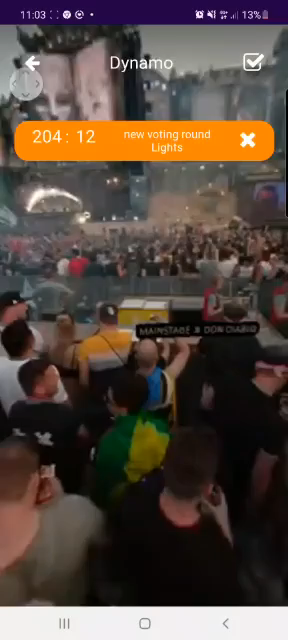 11:03
13%
Dynamo
204 : 12
new voting round
Lights
MAINSTAGE # DON DIABLO